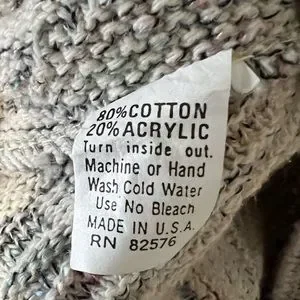 80% COTTON
20% ACRYLIC
Turn inside out.
Machine or Hand
Wash Cold Water
Use No Bleach
MADE IN U.S.A.
RN 82576